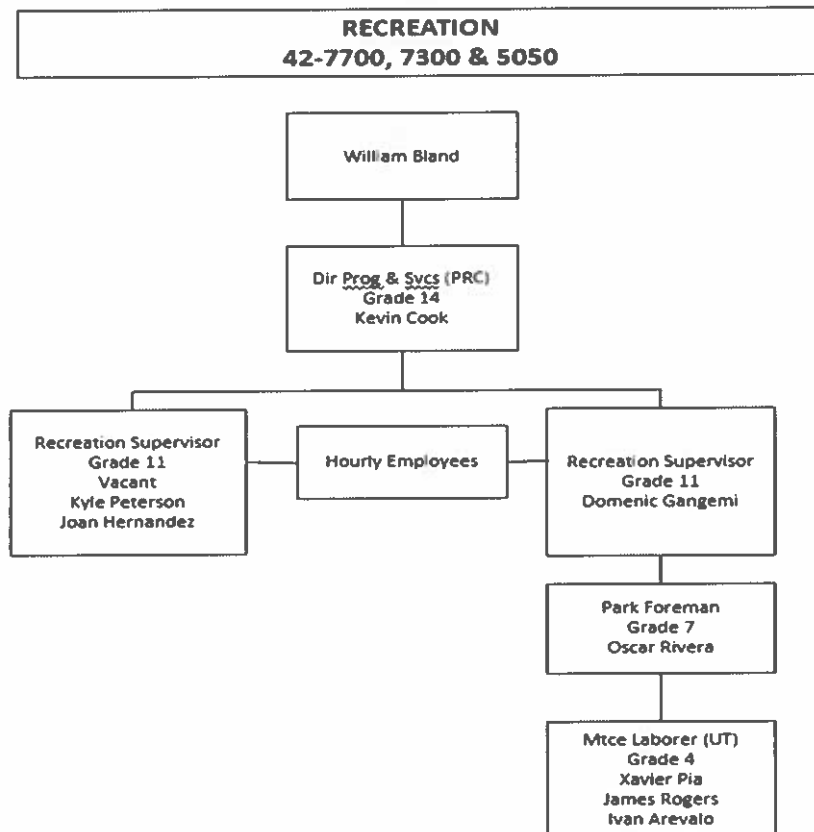 RECREATION
42-7700, 7300 & 5050
William Bland
Dir Prog & Svcs (PRC)
Grade 14
Kevin Cook
Recreation Supervisor
Grade 11
Vacant
Kyle Peterson
Joan Hernandez
Hourly Employees
Recreation Supervisor
Grade 11
Domenic Gangemi
Park Foreman
Grade 7
Oscar Rivera
Mtce Laborer (UT)
Grade 4
Xavier Pia
James Rogers
Ivan Arevalo